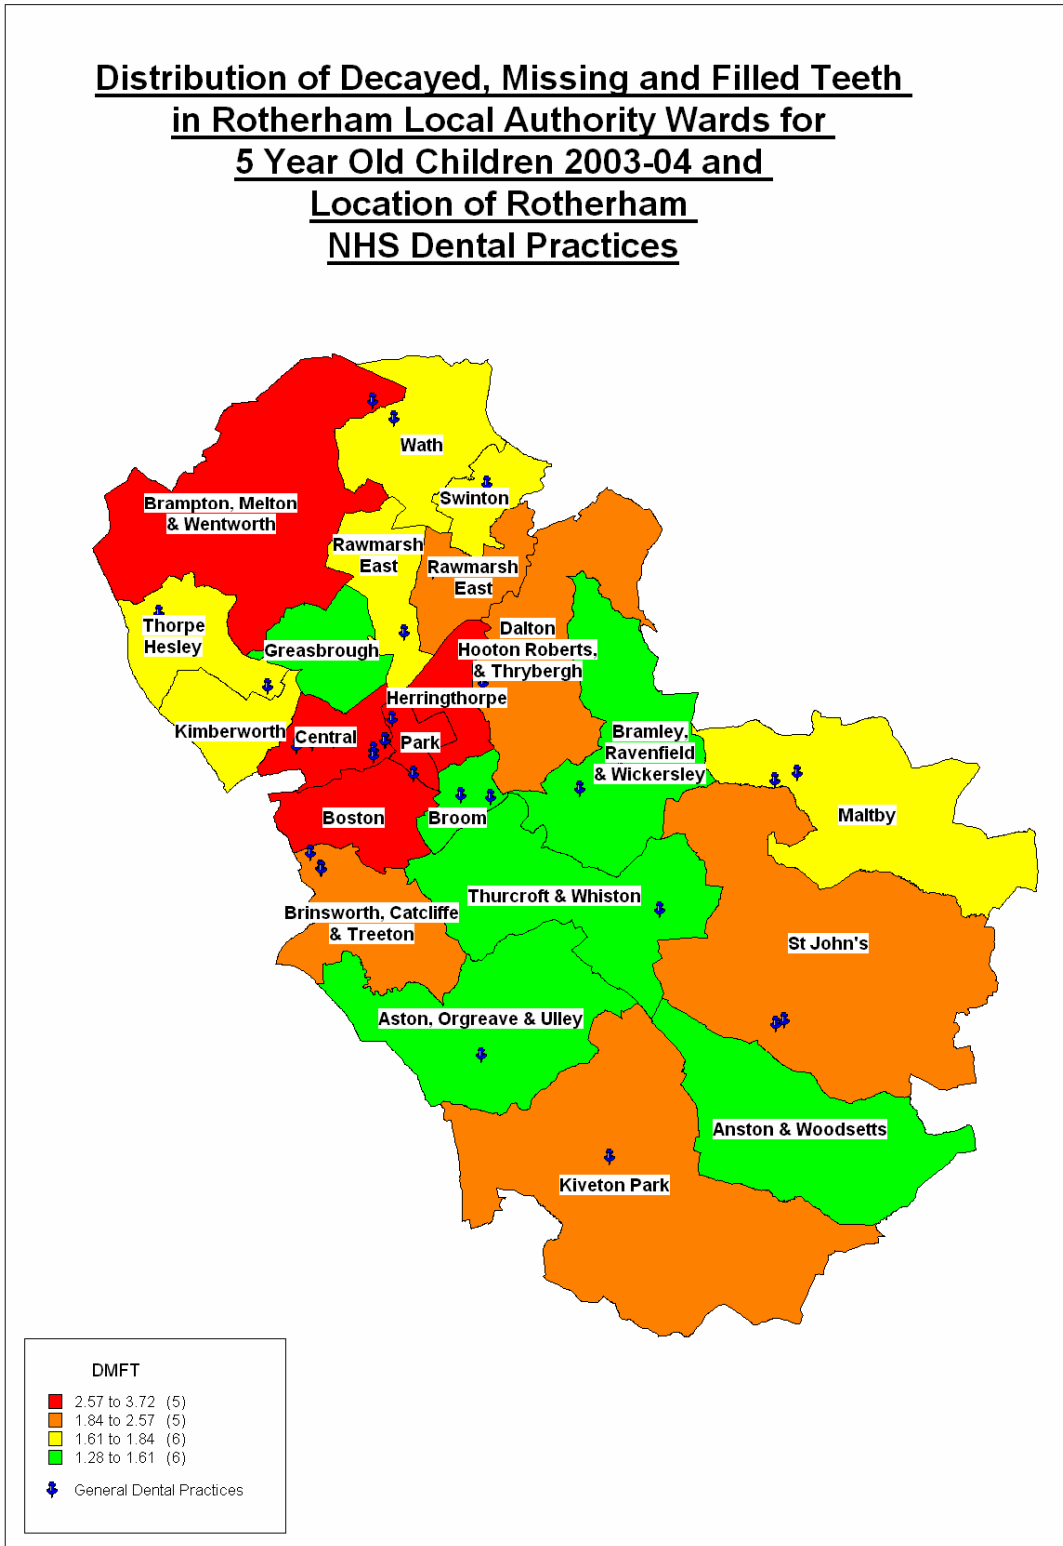 Distribution of Decayed, Missing and Filled Teeth
in Rotherham Local Authority Wards for
5 Year Old Children 2003-04 and
Location of Rotherham
NHS Dental Practices
Wath
Swinton
Brampton, Melton
& Wentworth
Rawmarsh
East
Rawmarsh
East
Thorpe
Hesley
Greasbrough
Dalton
Hooton Roberts,
& Thrybergh
Herringthorpe
Kimberworth
Central
Park
Bramley,
Ravenfield
& Wickersley
Boston
Broom
Maltby
Thurcroft & Whiston
Brinsworth, Catcliffe
& Treeton
St John's
Aston, Orgreave & Ulley
Anston & Woodsetts
Kiveton Park
DMFT
2.57 to 3.72 (5)
1.84 to 2.57 (5)
1.61 to 1.84 (6)
1.28 to 1.61 (6)
General Dental Practices